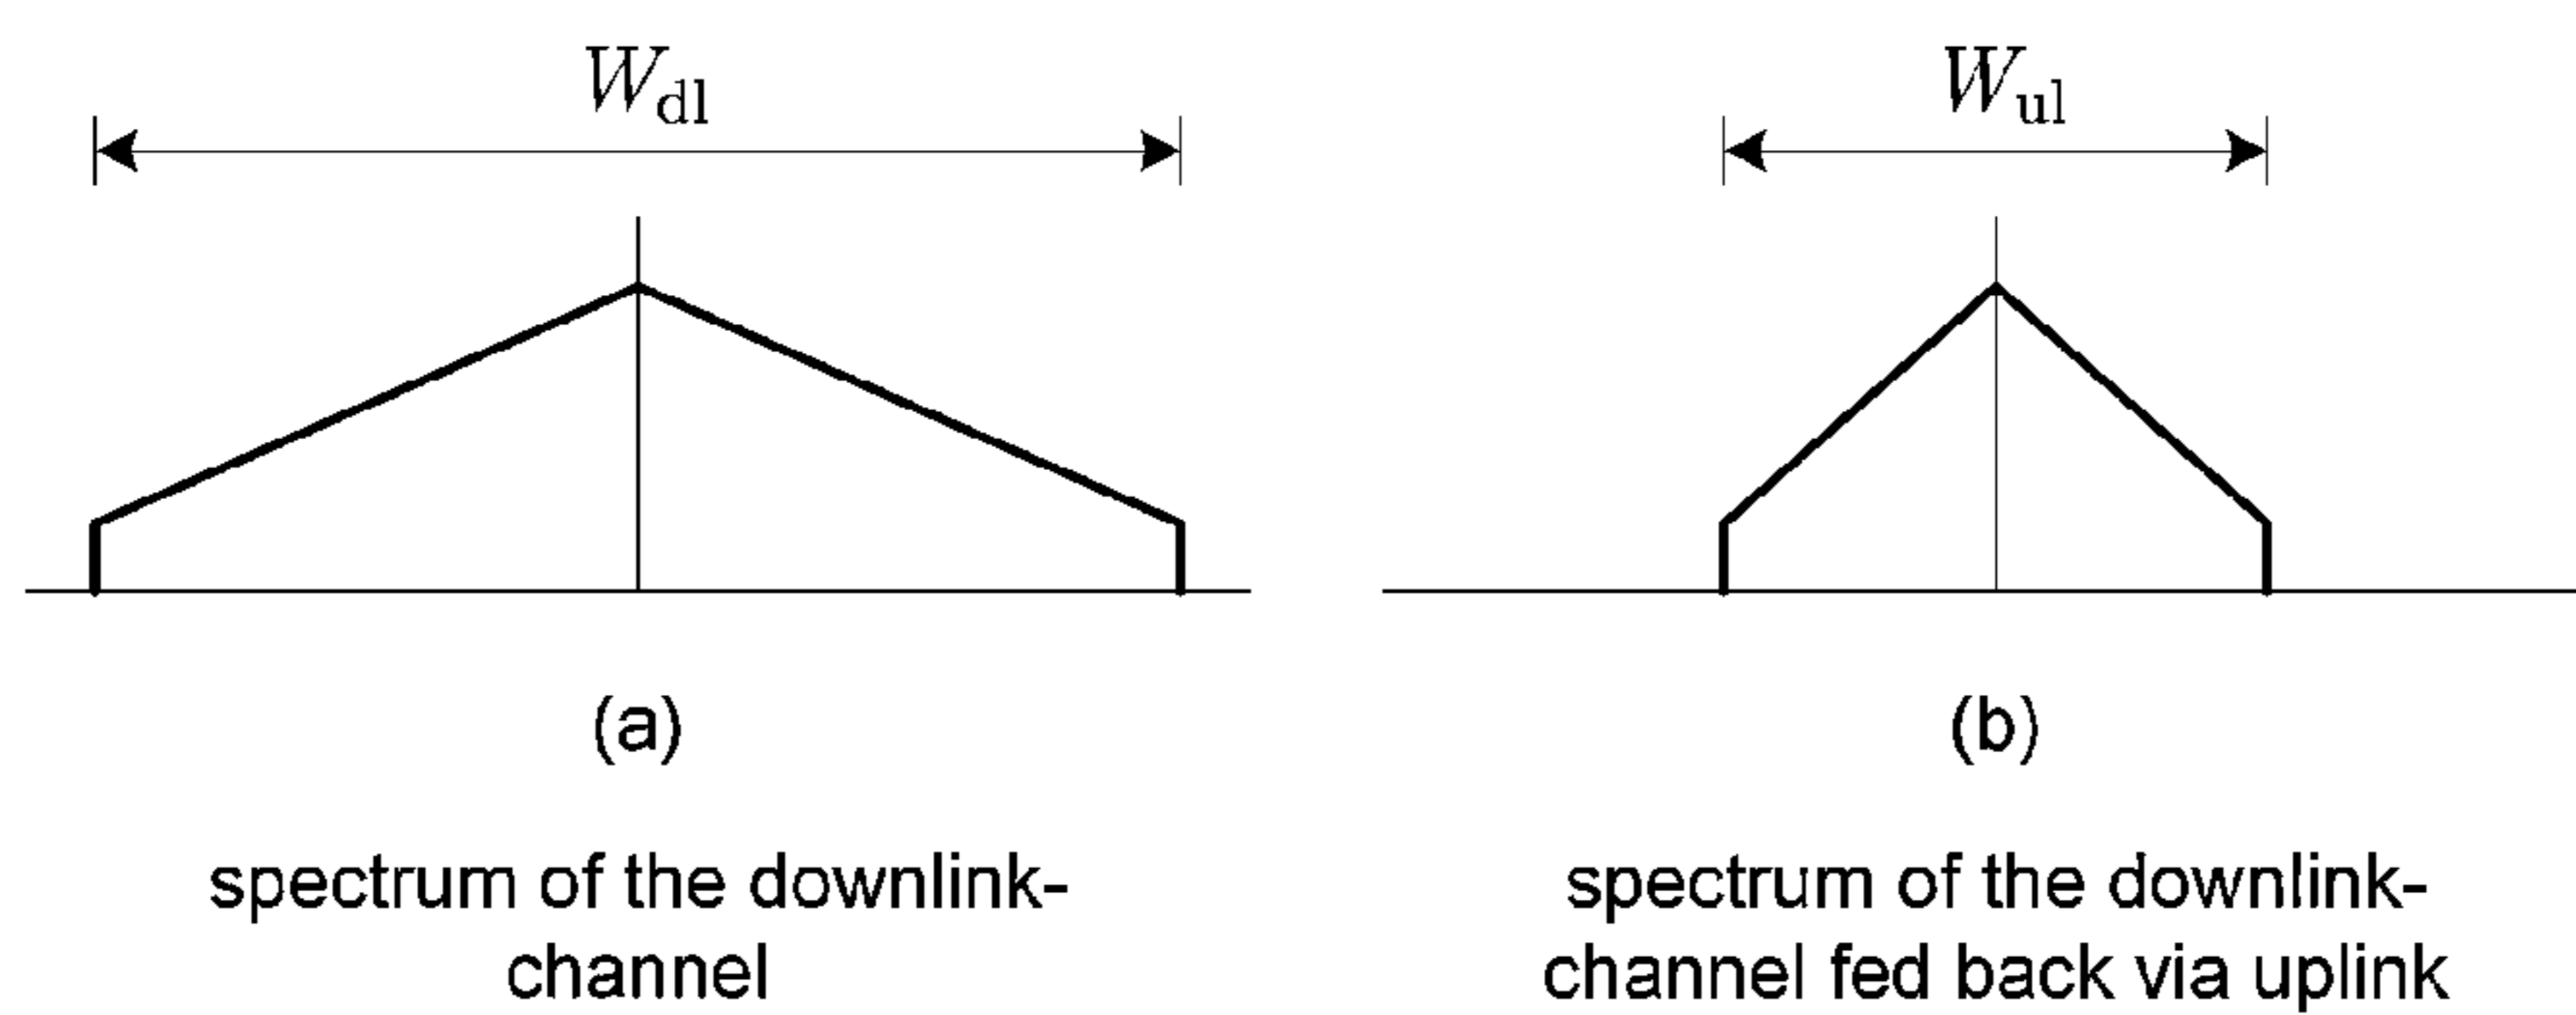 W_dl
W_ul
(a)
(b)
spectrum of the downlink-
channel
spectrum of the downlink-
channel fed back via uplink